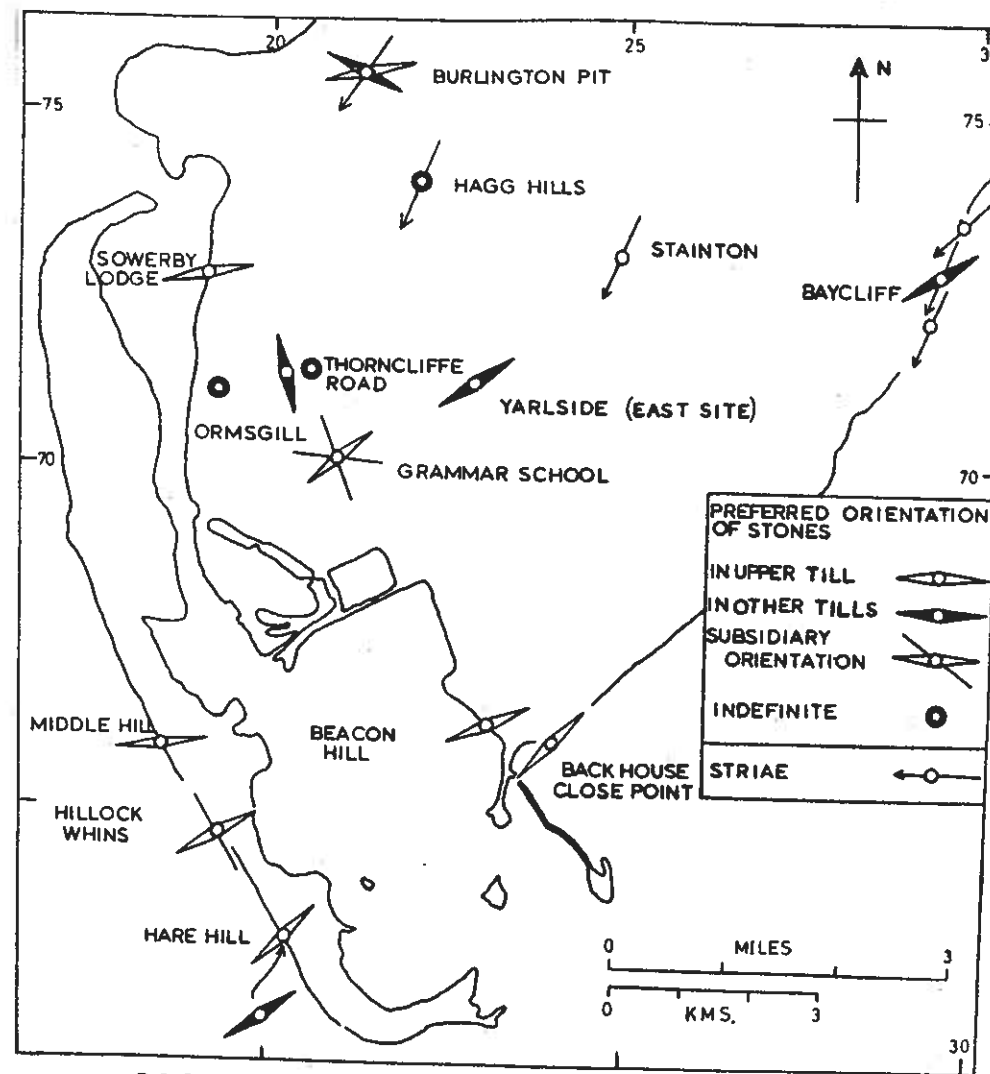 20
25
3
BURLINGTON PIT
N
75
75
HAGG HILLS
SOWERBY
LODGE
STAINTON
BAYCLIFF
THORNCLIFFE
ROAD
YARLSIDE (EAST SITE)
ORMSGILL
70
GRAMMAR SCHOOL
70
PREFERRED ORIENTATION
OF STONES
IN UPPER TILL
IN OTHER TILLS
SUBSIDIARY
ORIENTATION
INDEFINITE
STRIAE
MIDDLE HILL
BEACON
HILL
BACK HOUSE
CLOSE POINT
HILLOCK
WHINS
HARE HILL
0
MILES
3
0
KMS.
3
30